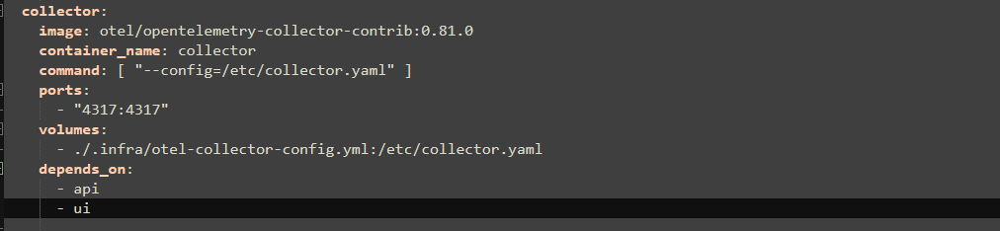 collector:
  image: otel/opentelemetry-collector-contrib:0.81.0
  container_name: collector
  command: [ "--config=/etc/collector.yaml" ]
  ports:
    - "4317:4317"
  volumes:
    - ./.infra/otel-collector-config.yml:/etc/collector.yaml
  depends_on:
    - api
    - ui